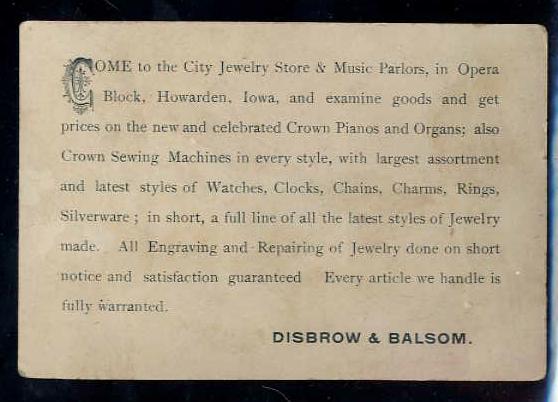 COME to the City Jewelry Store & Music Parlors, in Opera
Block, Howarden, Iowa, and examine goods and get
prices on the new and celebrated Crown Pianos and Organs; also
Crown Sewing Machines in every style, with largest assortment
and latest styles of Watches, Clocks, Chains, Charms, Rings,
Silverware ; in short, a full line of all the latest styles of Jewelry
made. All Engraving and Repairing of Jewelry done on short
notice and satisfaction guaranteed Every article we handle is
fully warranted.
DISBROW & BALSOM.